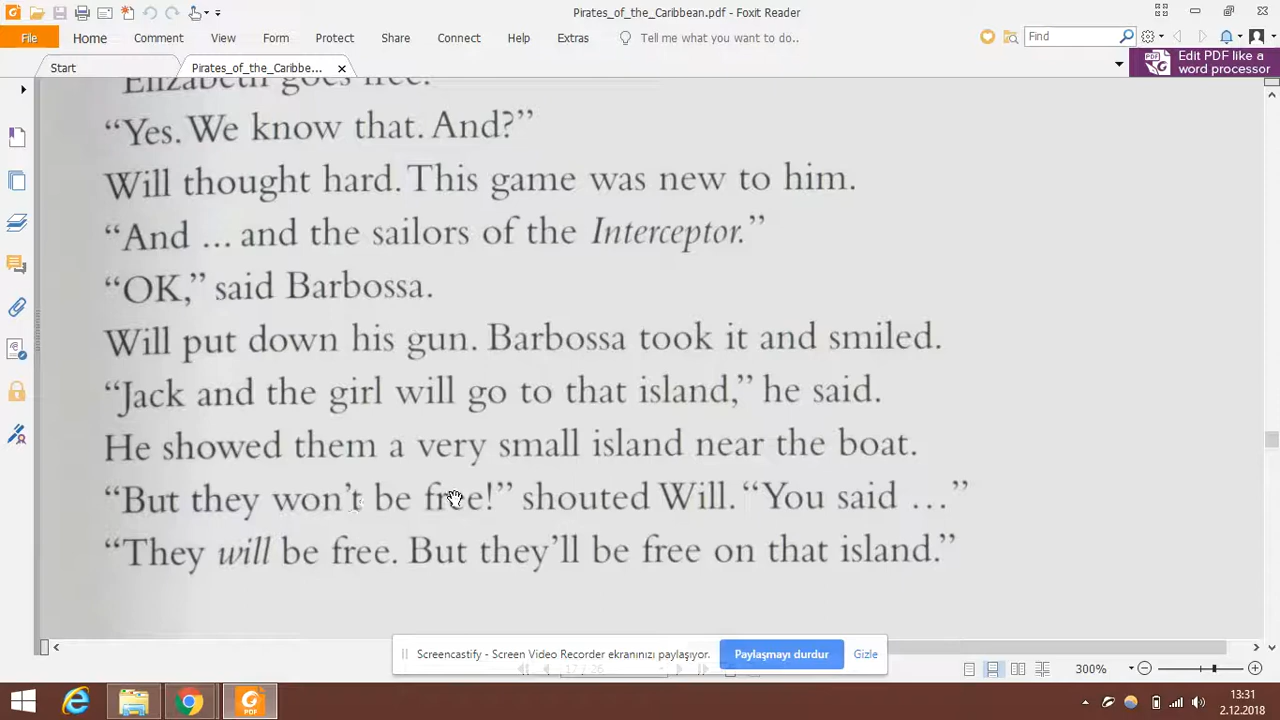 Pirates_of_the_Caribbean.pdf - Foxit Reader
File Home Comment View Form Protect Share Connect Help Extras Tell me what you want to do.. Find
Start Pirates_of_the_Caribbe... Edit PDF like a
word processor
Elizabeth goes free.
“Yes. We know that. And?”
Will thought hard. This game was new to him.
“And ... and the sailors of the Interceptor.”
“OK,” said Barbossa.
Will put down his gun. Barbossa took it and smiled.
“Jack and the girl will go to that island,” he said.
He showed them a very small island near the boat.
“But they won’t be free!” shouted Will. “You said ...”
“They will be free. But they’ll be free on that island.”
Screencastify - Screen Video Recorder ekranınızı paylaşıyor. Paylaşmayı durdur Gizle
17 / 26
300%
PDF
13:31
2.12.2018